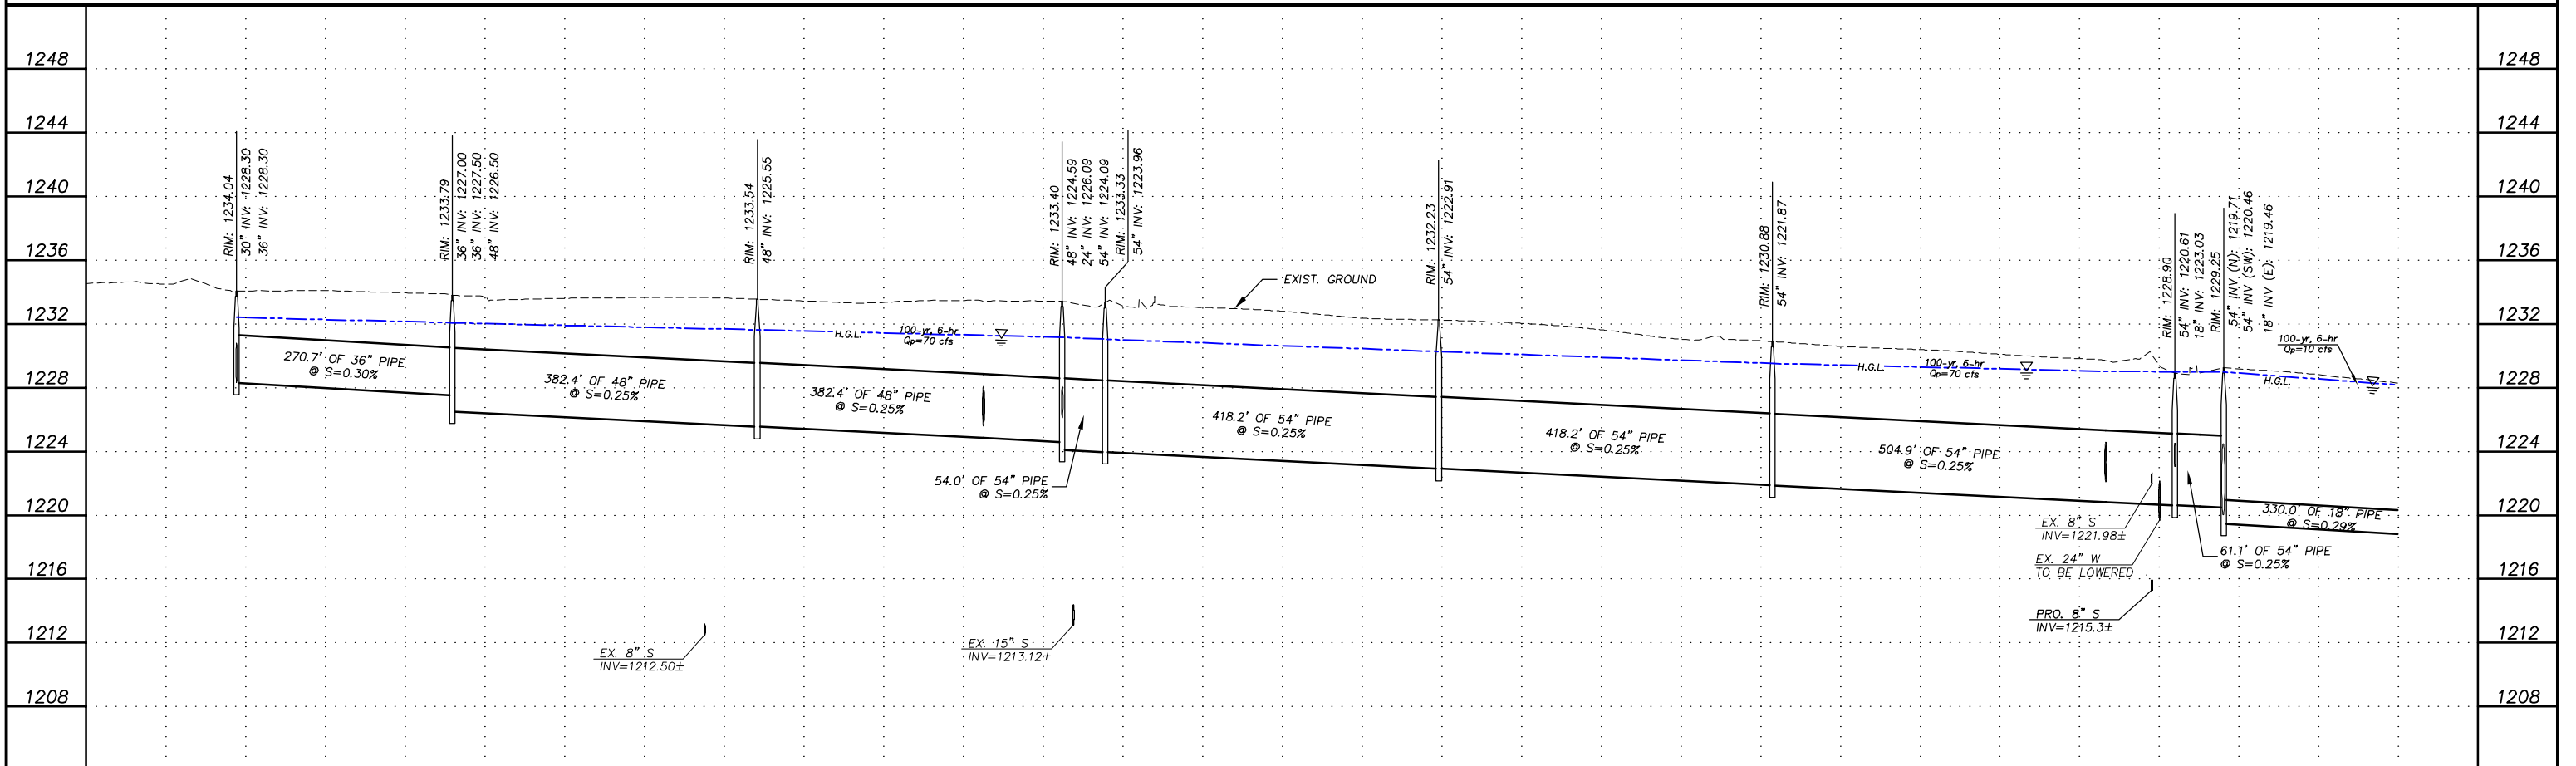 1248
1244
1240
1236
1232
1228
1224
1220
1216
1212
1208
RIM: 1234.04
30" INV: 1228.30
36" INV: 1228.30
RIM: 1233.79
36" INV: 1227.00
36" INV: 1227.50
48" INV: 1226.50
RIM: 1233.54
48" INV: 1225.55
RIM: 1233.40
48" INV: 1224.59
24" INV: 1226.09
54" INV: 1224.09
RIM: 1233.33
54" INV: 1223.96
RIM: 1232.23
54" INV: 1222.91
RIM: 1230.88
54" INV: 1221.87
RIM: 1228.90
54" INV: 1220.61
18" INV: 1223.03
RIM: 1229.25
54" INV (N): 1219.71
54" INV (SW): 1220.46
18" INV (E): 1219.46
EXIST. GROUND
H.G.L.
100-yr, 6-hr
Qp=70 cfs
H.G.L.
100-yr, 6-hr
Qp=70 cfs
100-yr, 6-hr
Qp=10 cfs
H.G.L.
270.7' OF 36" PIPE
@ S=0.30%
382.4' OF 48" PIPE
@ S=0.25%
382.4' OF 48" PIPE
@ S=0.25%
54.0' OF 54" PIPE
@ S=0.25%
418.2' OF 54" PIPE
@ S=0.25%
418.2' OF 54" PIPE
@ S=0.25%
504.9' OF 54" PIPE
@ S=0.25%
330.0' OF 18" PIPE
@ S=0.29%
61.1' OF 54" PIPE
@ S=0.25%
EX. 8" S
INV=1221.98±
EX. 24" W
TO BE LOWERED
PRO. 8" S
INV=1215.3±
EX. 8" S
INV=1212.50±
EX. 15" S
INV=1213.12±
1248
1244
1240
1236
1232
1228
1224
1220
1216
1212
1208